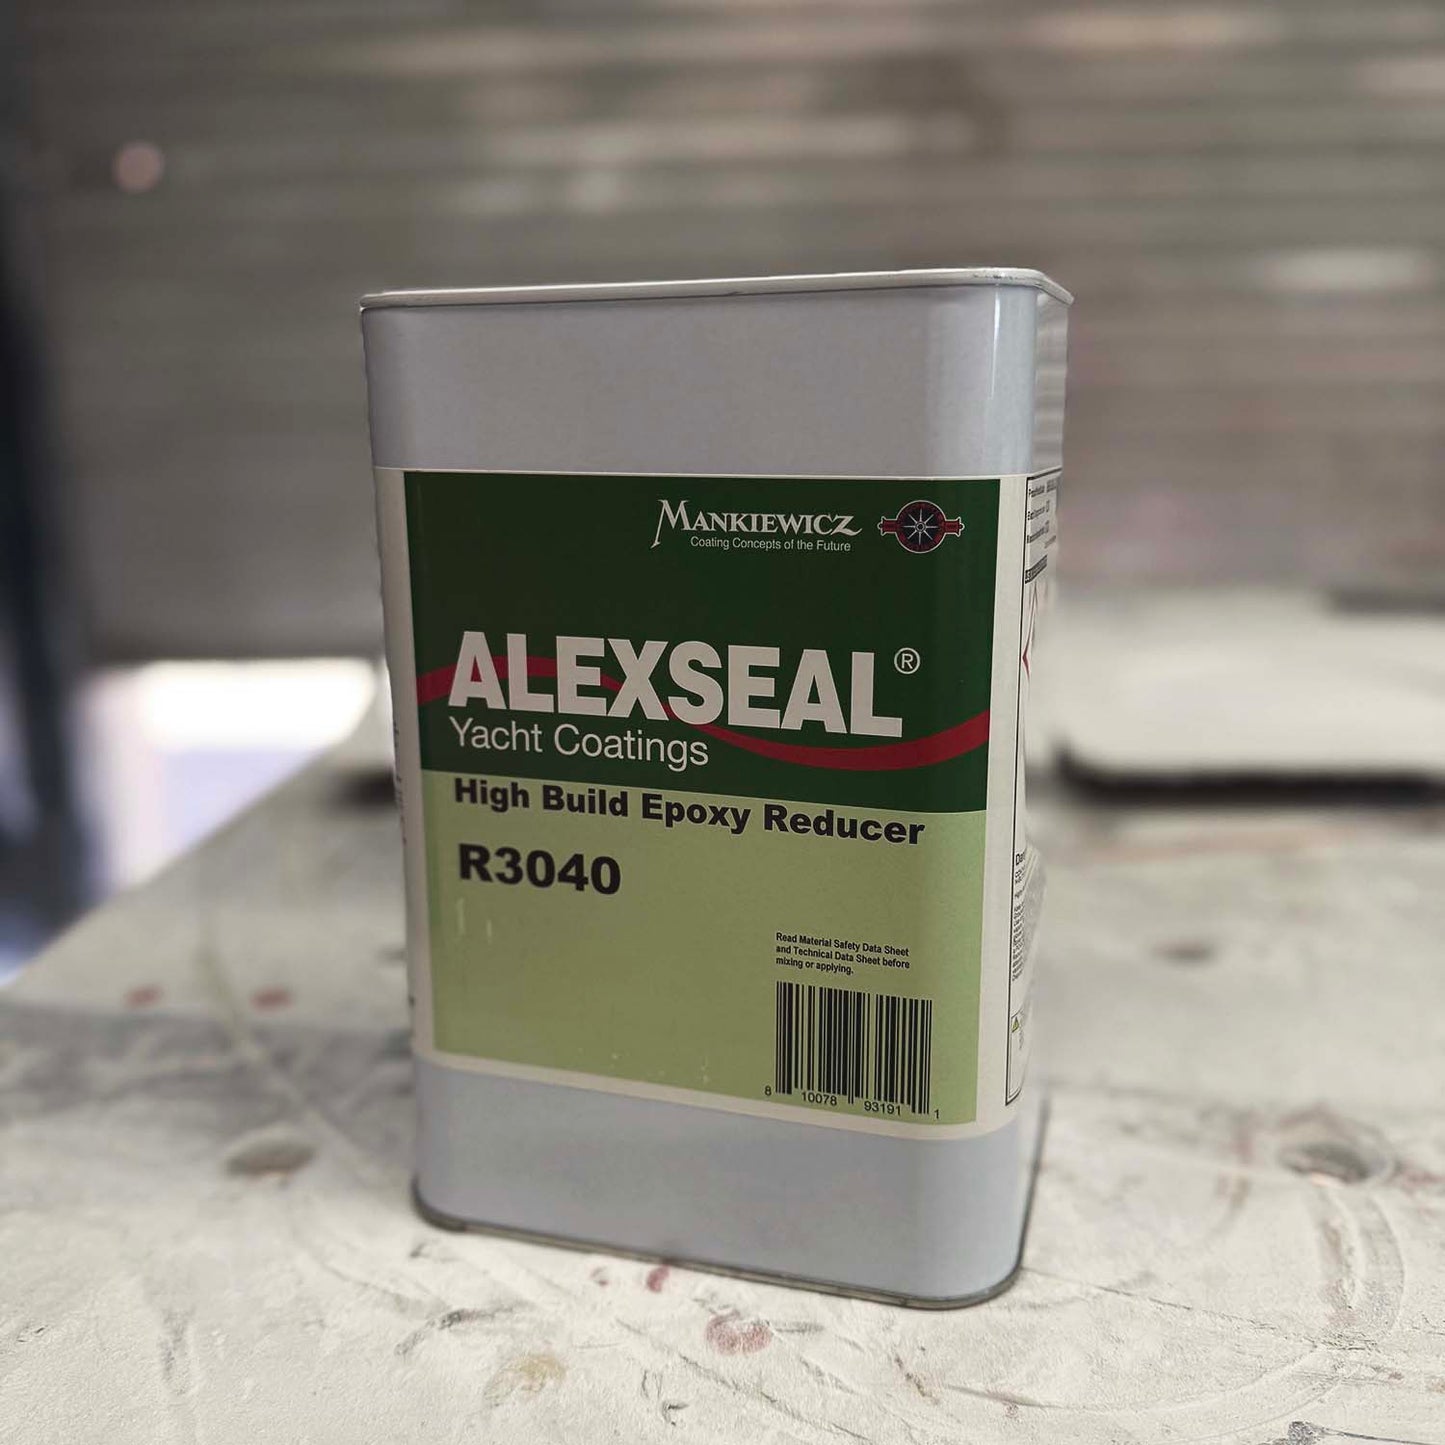 MANKIEWICZ
Coating Concepts of the Future
ALEXSEAL®
Yacht Coatings
High Build Epoxy Reducer
R3040
Read Material Safety Data Sheet
and Technical Data Sheet before
mixing or applying.
8 10078 93191 1